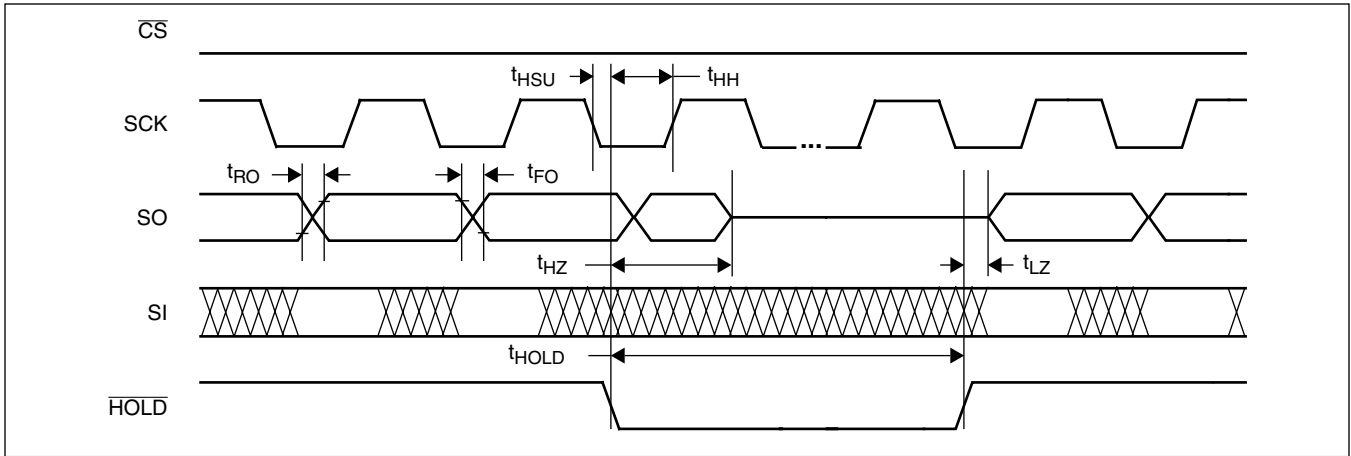 CS
tHSU
tHH
SCK
...
tRO
tFO
SO
tHZ
tLZ
SI
tHOLD
HOLD